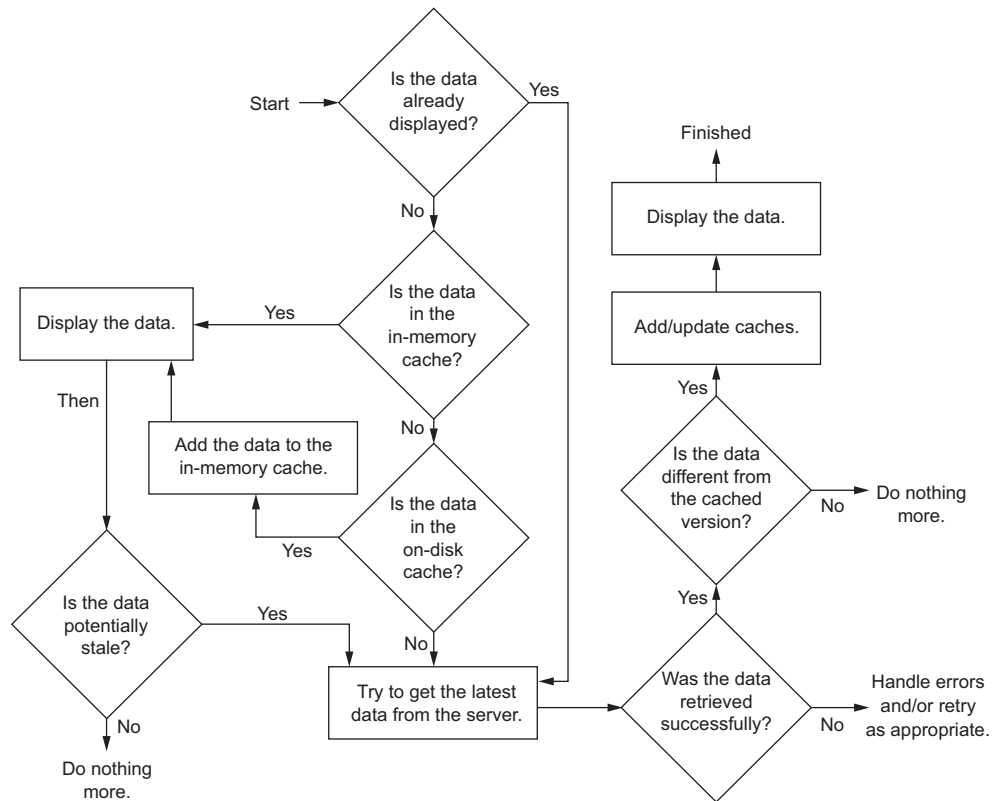 Start
Is the data
already
displayed?
Yes
No
Is the data
in the
in-memory
cache?
Yes
Display the data.
Then
No
Add the data to the
in-memory cache.
Is the data
in the
on-disk
cache?
Yes
No
Is the data
potentially
stale?
Yes
No
Do nothing
more.
Try to get the latest
data from the server.
Was the data
retrieved
successfully?
No
Handle errors
and/or retry
as appropriate.
Yes
Is the data
different from
the cached
version?
No
Do nothing
more.
Yes
Add/update caches.
Display the data.
Finished